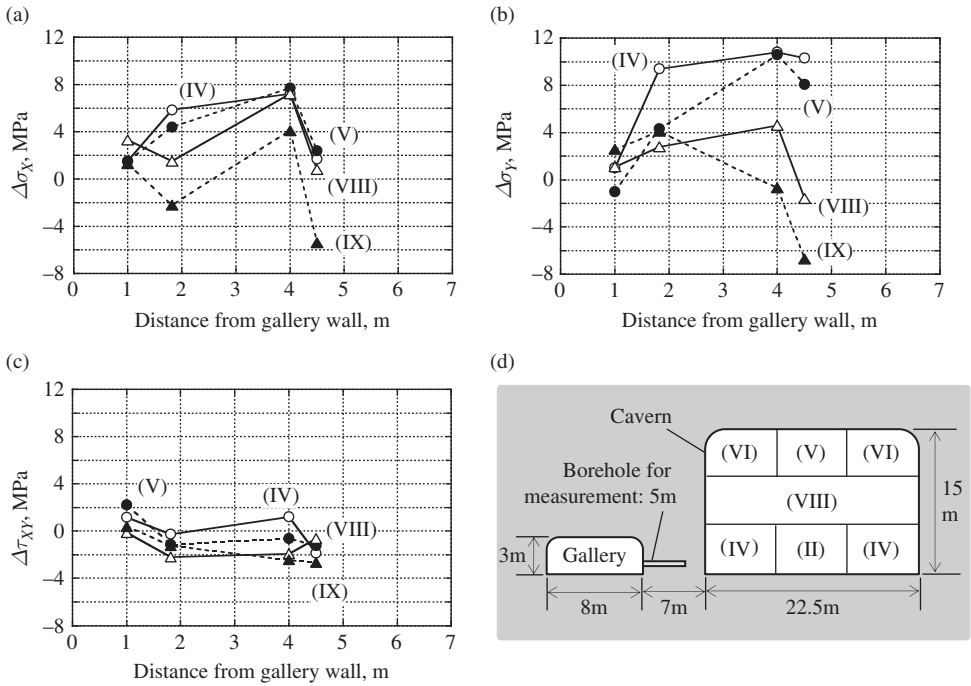 (a)
12
8
4
0
−4
−8
Δσ_X, MPa
(IV)
(V)
(VIII)
(IX)
0 1 2 3 4 5 6 7
Distance from gallery wall, m
(b)
12
8
4
0
−4
−8
Δσ_Y, MPa
(IV)
(V)
(VIII)
(IX)
0 1 2 3 4 5 6 7
Distance from gallery wall, m
(c)
12
8
4
0
−4
−8
Δτ_XY, MPa
(V)
(IV)
(VIII)
(IX)
0 1 2 3 4 5 6 7
Distance from gallery wall, m
(d)
Cavern
Borehole for
measurement: 5m
(VI) (V) (VI)
(VIII)
(IV) (II) (IV)
15
m
3m
Gallery
8m
7m
22.5m